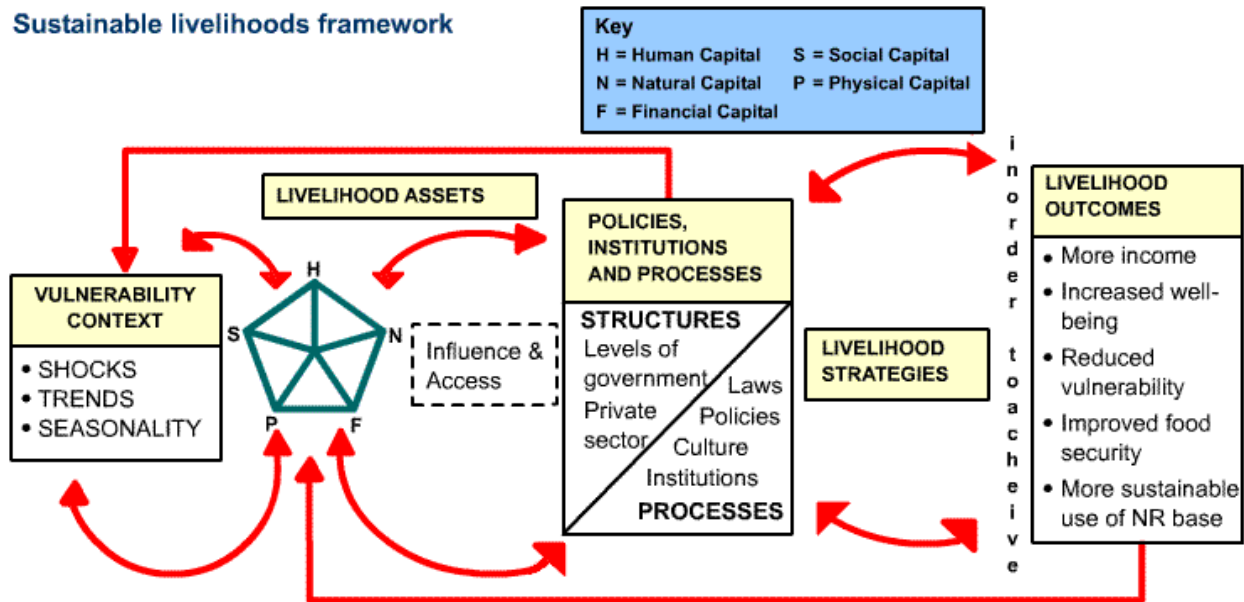 Sustainable livelihoods framework
Key
H = Human Capital
S = Social Capital
N = Natural Capital
P = Physical Capital
F = Financial Capital
LIVELIHOOD ASSETS
VULNERABILITY
CONTEXT
• SHOCKS
• TRENDS
• SEASONALITY
H
S
N
P
F
Influence &
Access
POLICIES,
INSTITUTIONS
AND PROCESSES
STRUCTURES
Levels of
government
Private
sector
Laws
Policies
Culture
Institutions
PROCESSES
LIVELIHOOD
STRATEGIES
inorder toacheive
LIVELIHOOD
OUTCOMES
• More income
• Increased well-
being
• Reduced
vulnerability
• Improved food
security
• More sustainable
use of NR base